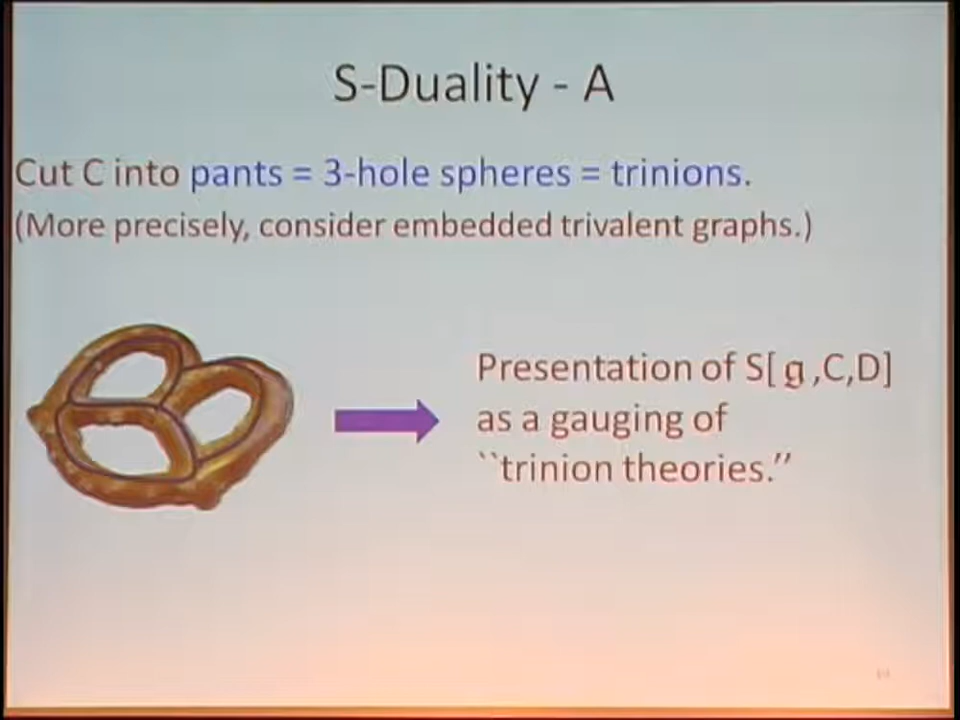 S-Duality - A
Cut C into pants = 3-hole spheres = trinions.
(More precisely, consider embedded trivalent graphs.)
Presentation of S[ g ,C,D]
as a gauging of
``trinion theories.”